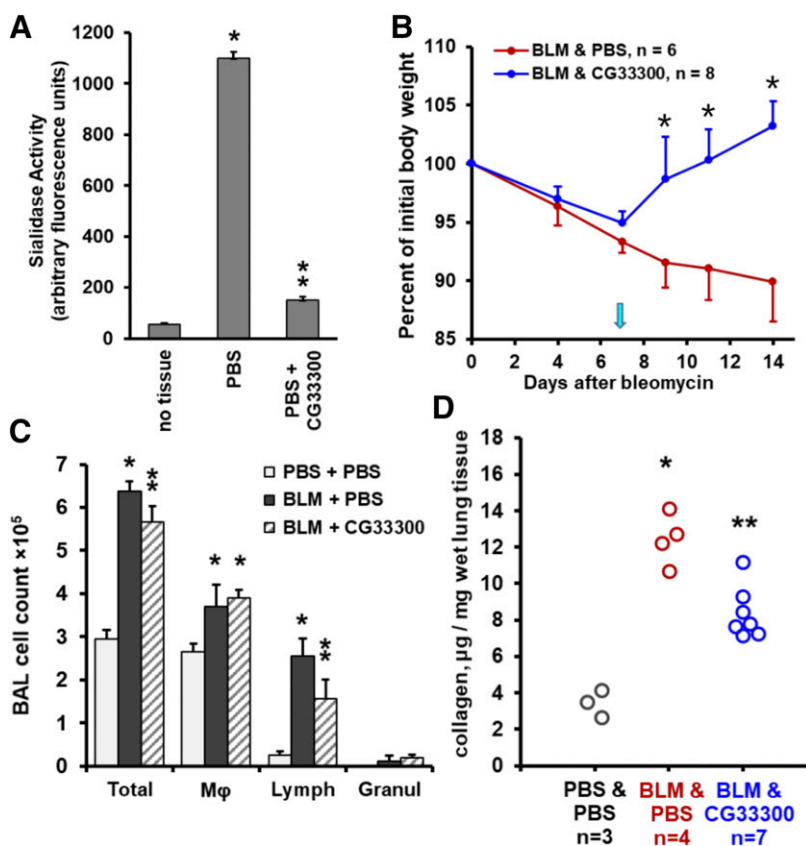 A
Sialidase Activity
(arbitrary fluorescence units)
1200
1000
800
600
400
200
0
*
**
no tissue
PBS
PBS +
CG33300
B
Percent of initial body weight
110
105
100
95
90
85
BLM & PBS, n = 6
BLM & CG33300, n = 8
*
*
*
0 2 4 6 8 10 12 14
Days after bleomycin
C
BAL cell count ×10⁵
7
6
5
4
3
2
1
0
PBS + PBS
BLM + PBS
BLM + CG33300
*
**
*
*
*
**
Total Mφ Lymph Granul
D
collagen, µg / mg wet lung tissue
18
16
14
12
10
8
6
4
2
0
*
**
PBS &
PBS
n=3
BLM &
PBS
n=4
BLM &
CG33300
n=7